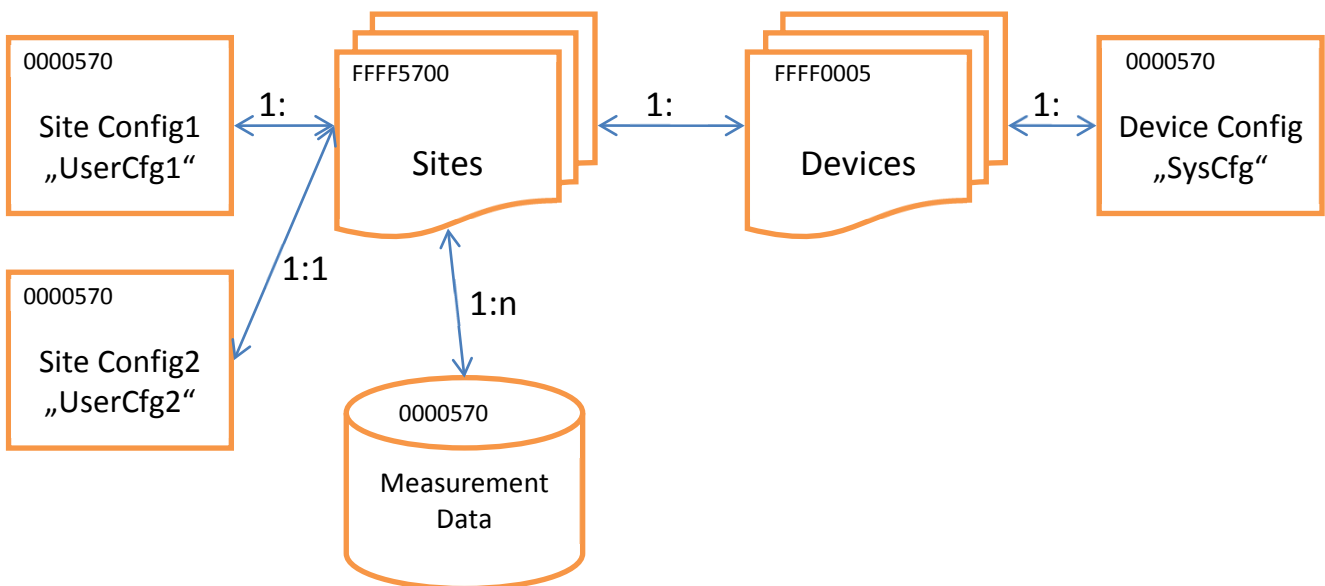 0000570
Site Config1
„UserCfg1“
1:
FFFF5700
Sites
1:
FFFF0005
Devices
1:
0000570
Device Config
„SysCfg“
0000570
Site Config2
„UserCfg2“
1:1
1:n
0000570
Measurement
Data